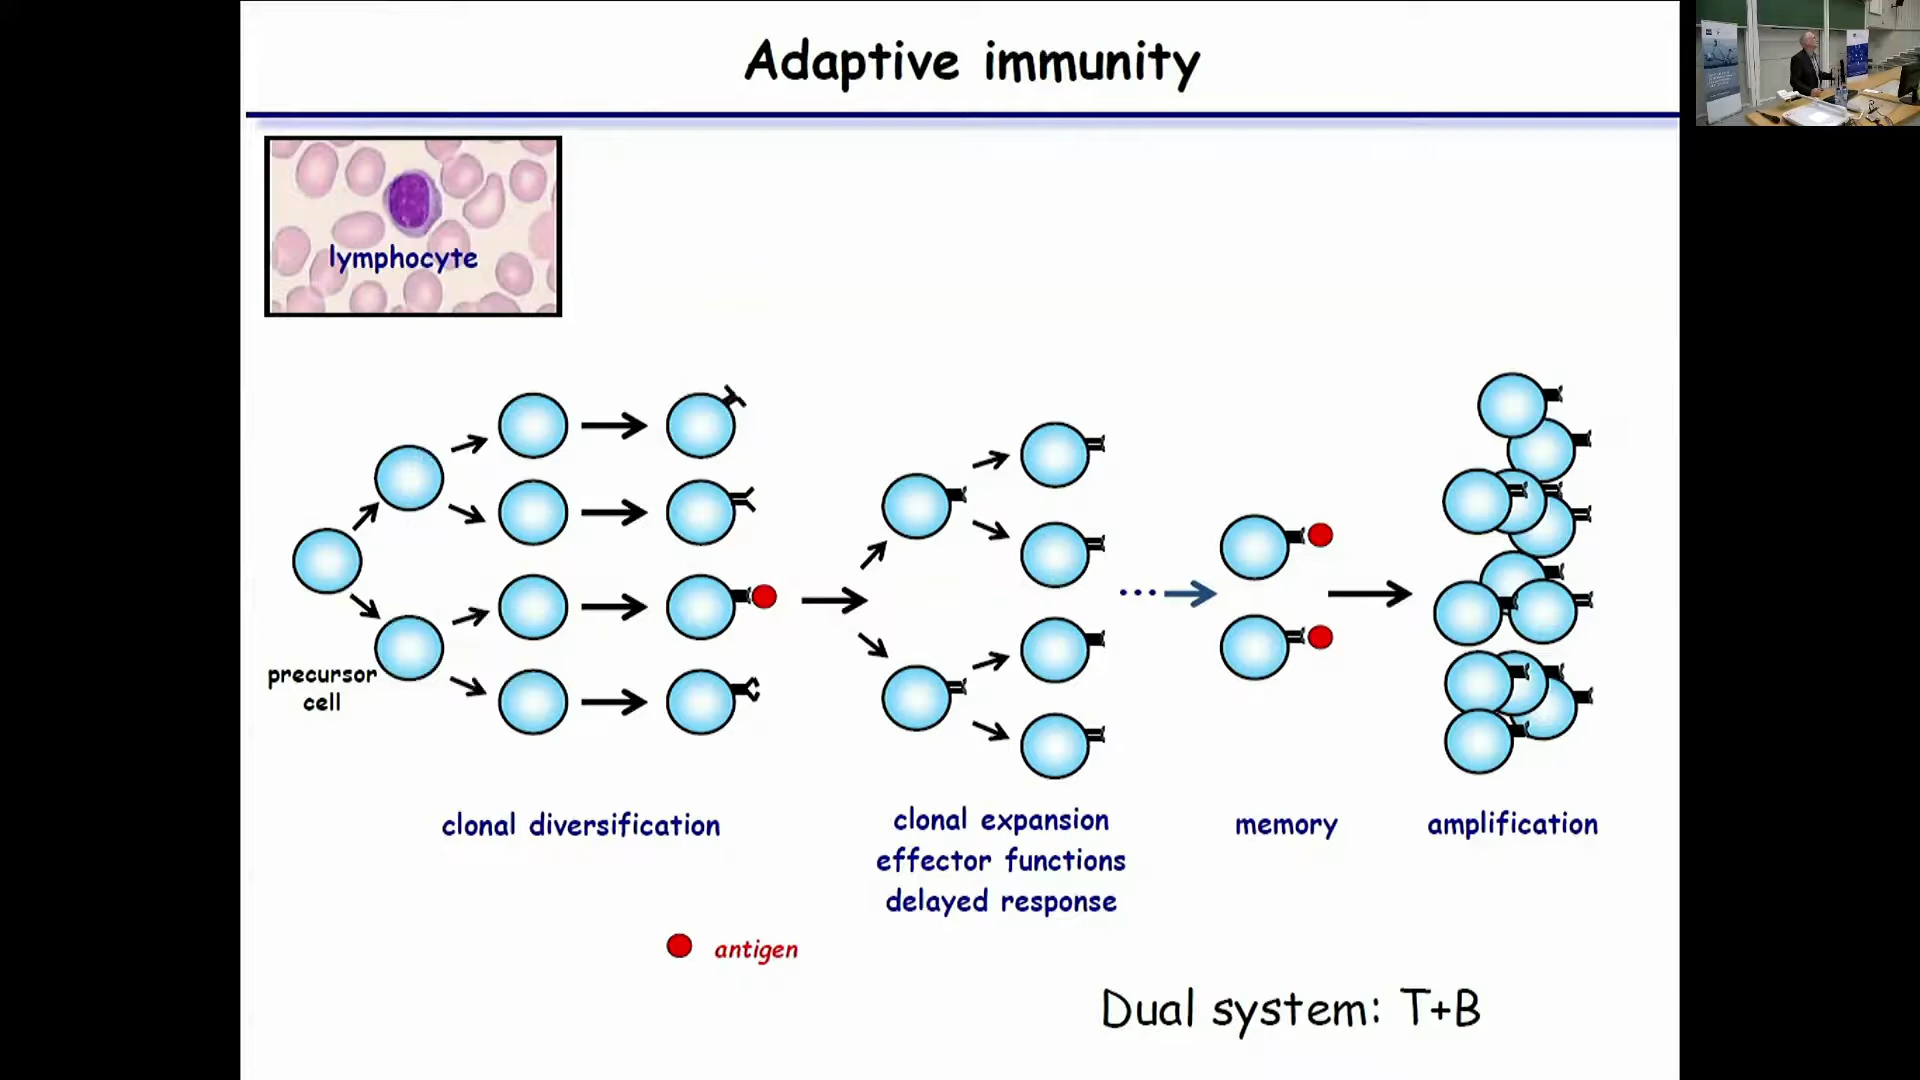 Adaptive immunity
lymphocyte
precursor
cell
clonal diversification
clonal expansion
effector functions
delayed response
memory
amplification
antigen
Dual system: T+B